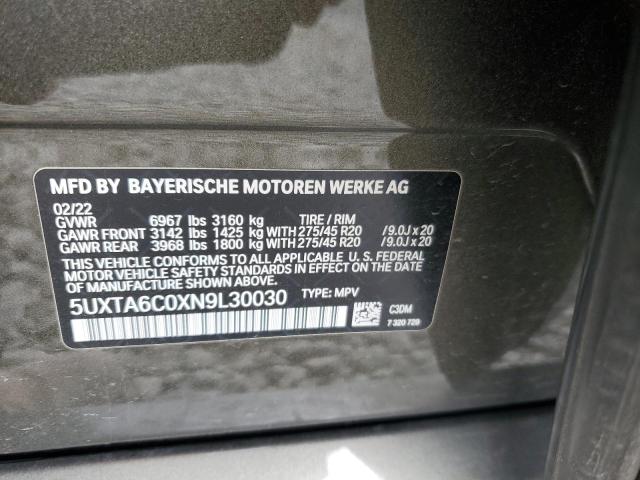 MFD BY BAYERISCHE MOTOREN WERKE AG
02/22
GVWR 6967 lbs 3160 kg TIRE / RIM
GAWR FRONT 3142 lbs 1425 kg WITH 275/45 R20 /9.0J x 20
GAWR REAR 3968 lbs 1800 kg WITH 275/45 R20 /9.0J x 20
THIS VEHICLE CONFORMS TO ALL APPLICABLE U. S. FEDERAL
MOTOR VEHICLE SAFETY STANDARDS IN EFFECT ON THE DATE
OF MANUFACTURE SHOWN ABOVE.
5UXTA6C0XN9L30030 TYPE: MPV
C3DM
7 320 729